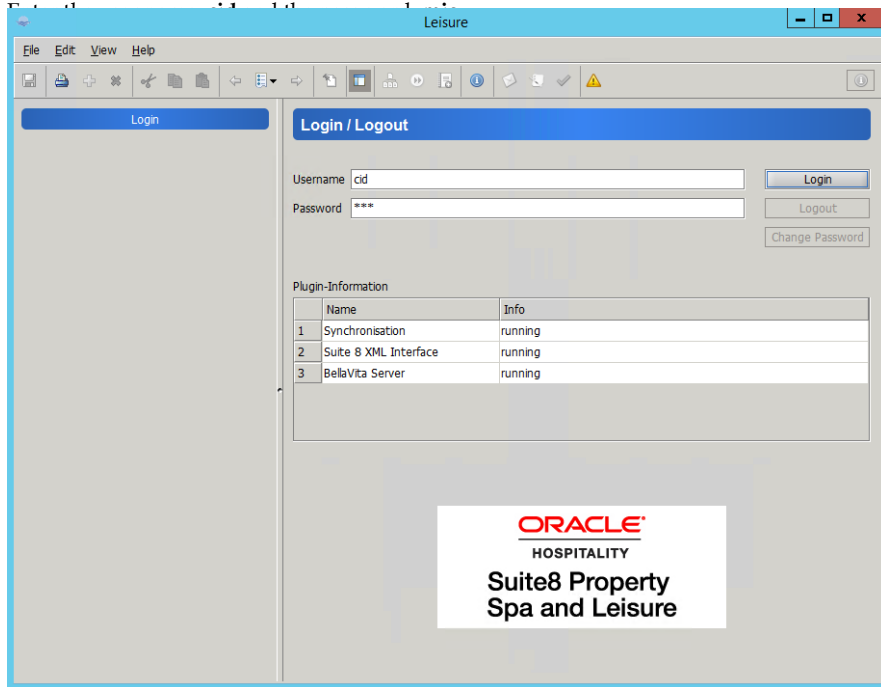 Leisure
File Edit View Help
Login
Login / Logout
Username cid Login
Password *** Logout
Change Password
Plugin-Information
Name Info
1 Synchronisation running
2 Suite 8 XML Interface running
3 BellaVita Server running
ORACLE
HOSPITALITY
Suite8 Property
Spa and Leisure